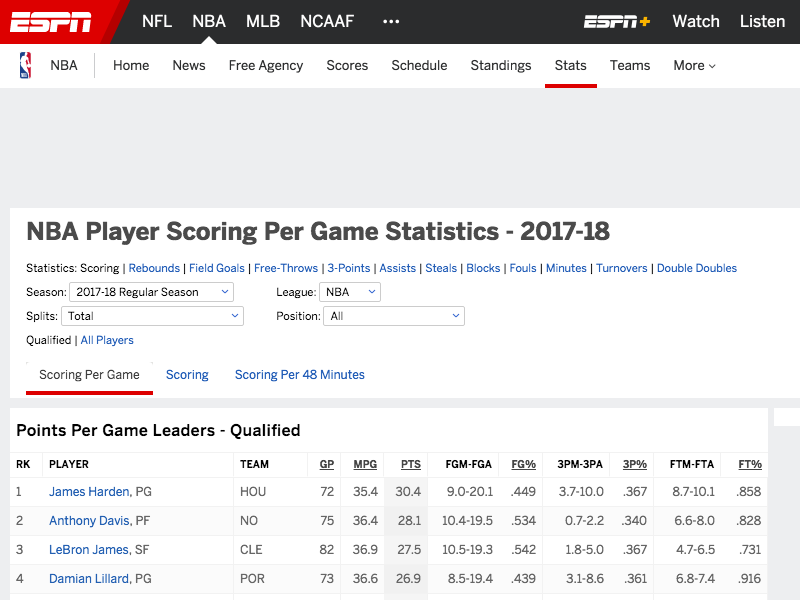 ESPN NFL NBA MLB NCAAF ••• ESPN+ Watch Listen
NBA Home News Free Agency Scores Schedule Standings Stats Teams More
NBA Player Scoring Per Game Statistics - 2017-18
Statistics: Scoring | Rebounds | Field Goals | Free-Throws | 3-Points | Assists | Steals | Blocks | Fouls | Minutes | Turnovers | Double Doubles
Season: 2017-18 Regular Season League: NBA
Splits: Total Position: All
Qualified | All Players
Scoring Per Game Scoring Scoring Per 48 Minutes
Points Per Game Leaders - Qualified
RK PLAYER TEAM GP MPG PTS FGM-FGA FG% 3PM-3PA 3P% FTM-FTA FT%
1 James Harden, PG HOU 72 35.4 30.4 9.0-20.1 .449 3.7-10.0 .367 8.7-10.1 .858
2 Anthony Davis, PF NO 75 36.4 28.1 10.4-19.5 .534 0.7-2.2 .340 6.6-8.0 .828
3 LeBron James, SF CLE 82 36.9 27.5 10.5-19.3 .542 1.8-5.0 .367 4.7-6.5 .731
4 Damian Lillard, PG POR 73 36.6 26.9 8.5-19.4 .439 3.1-8.6 .361 6.8-7.4 .916